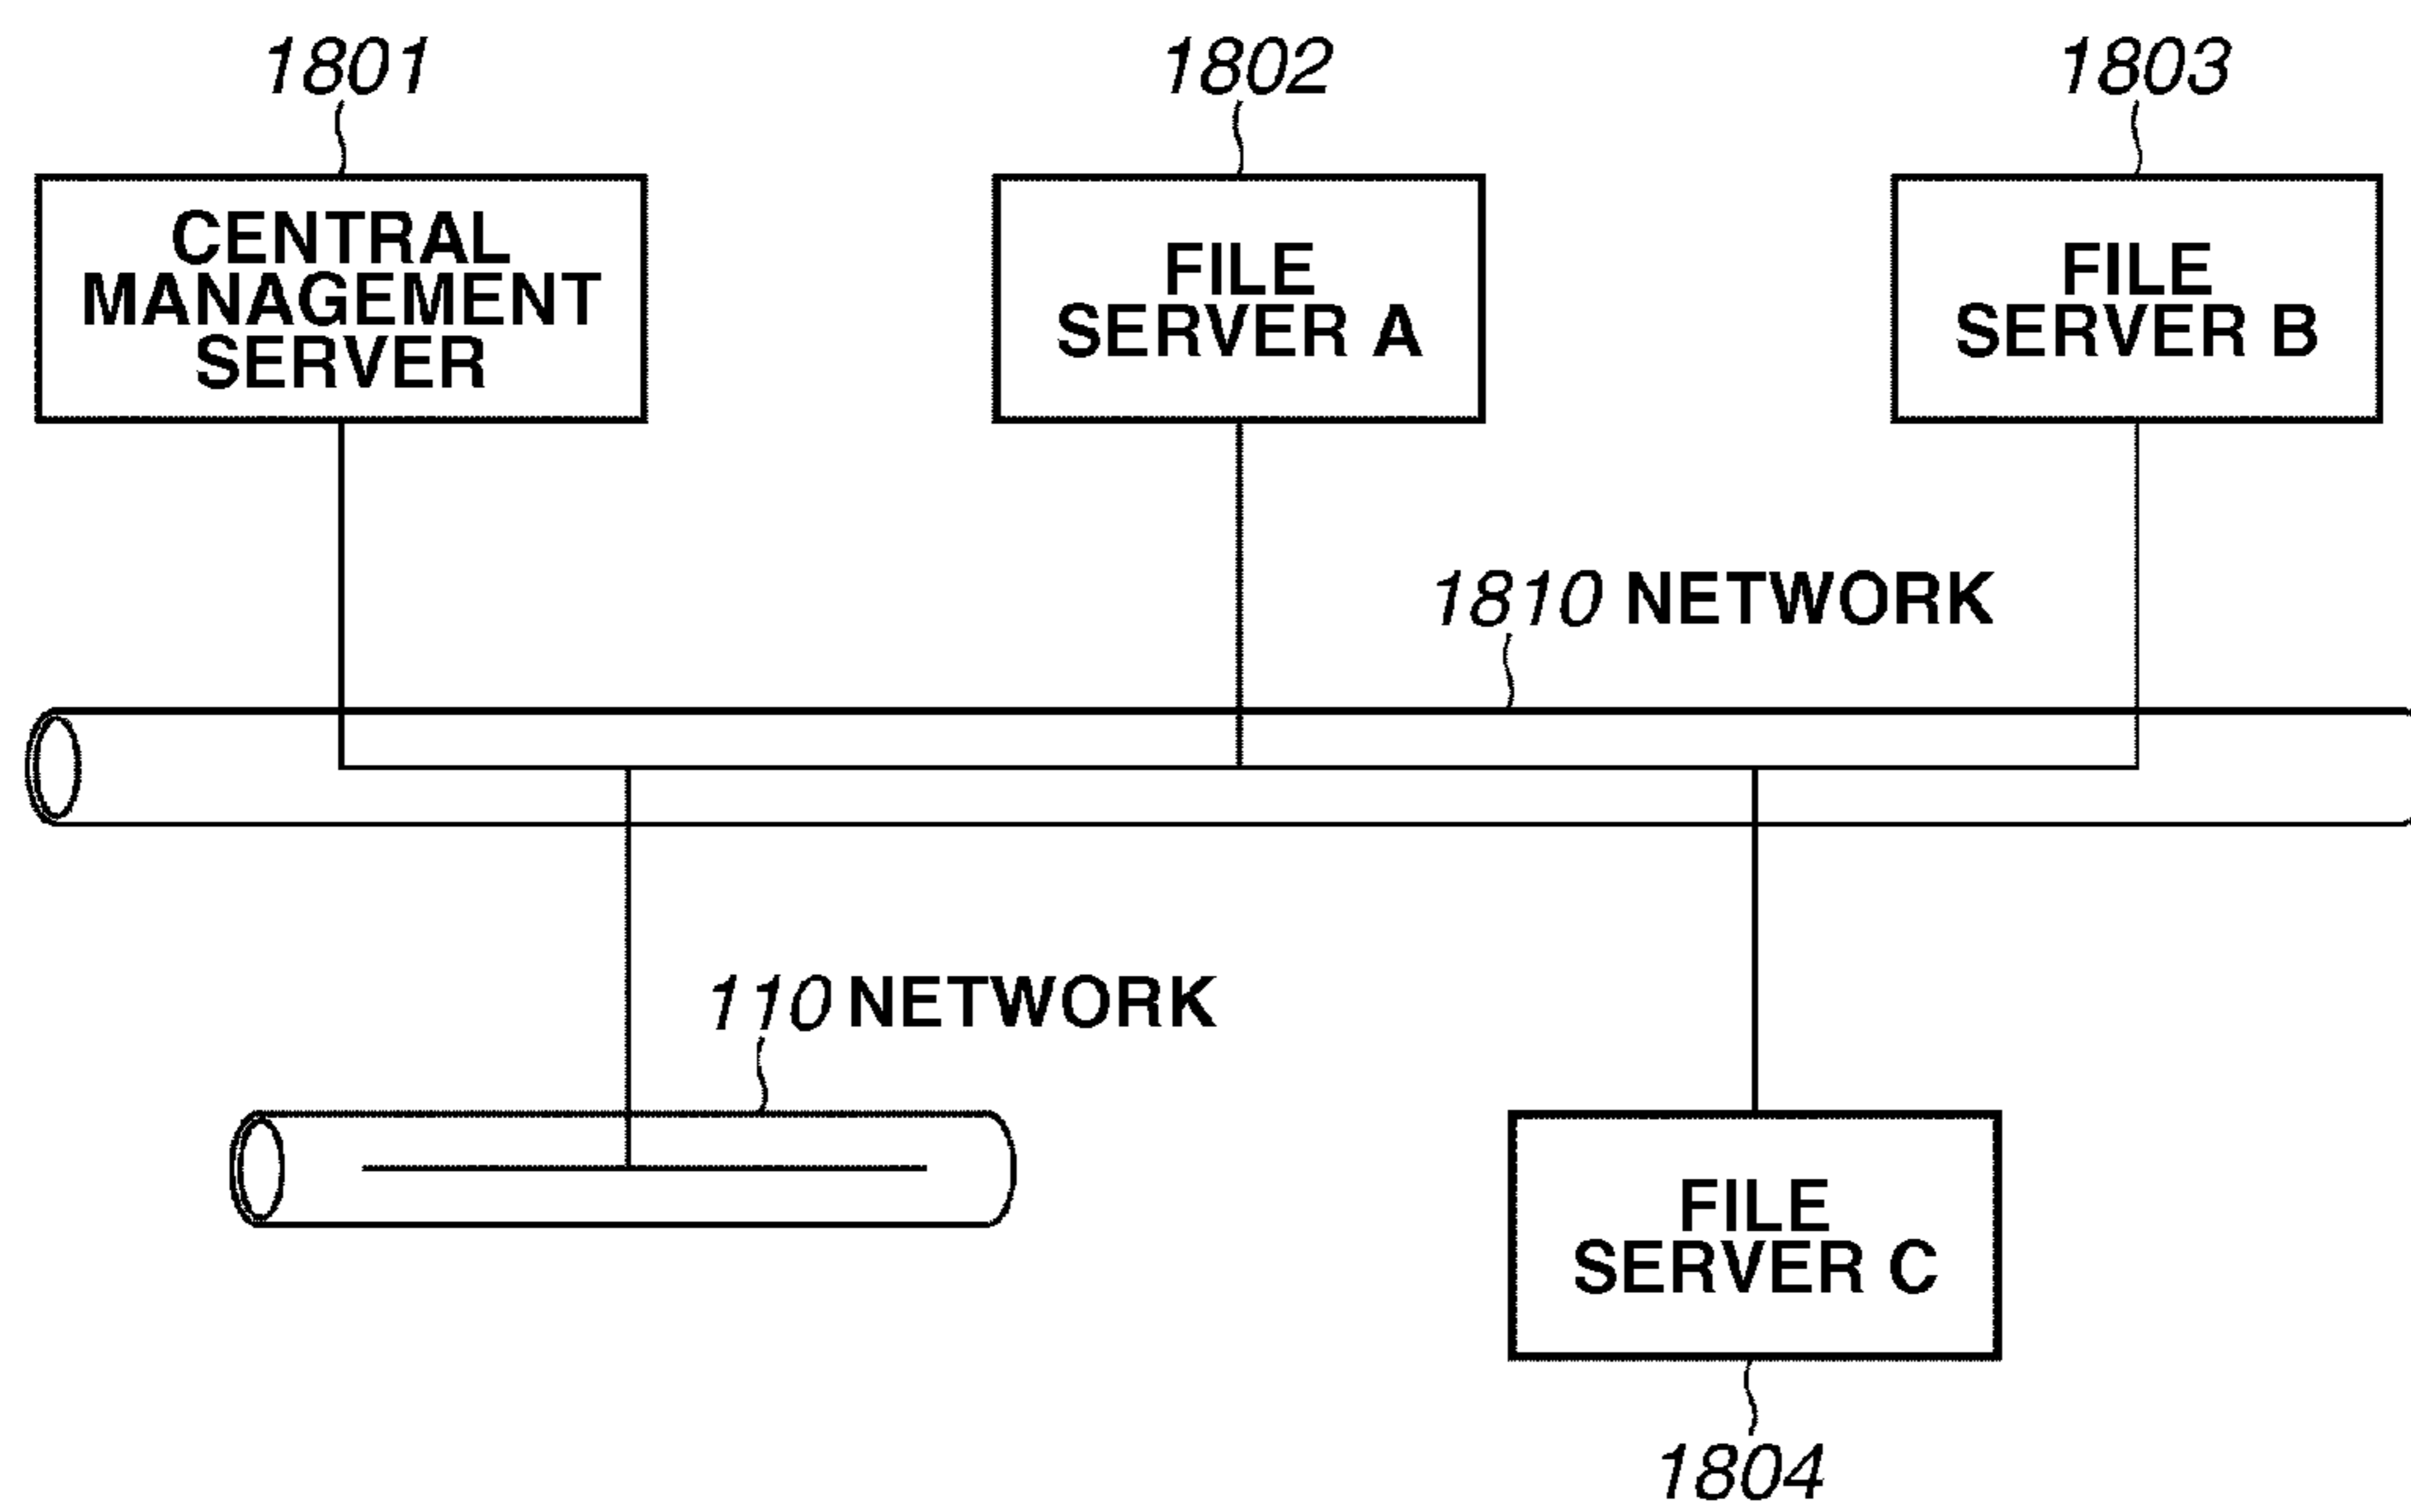 1801
1802
1803
CENTRAL
MANAGEMENT
SERVER
FILE
SERVER A
FILE
SERVER B
1810 NETWORK
110 NETWORK
FILE
SERVER C
1804